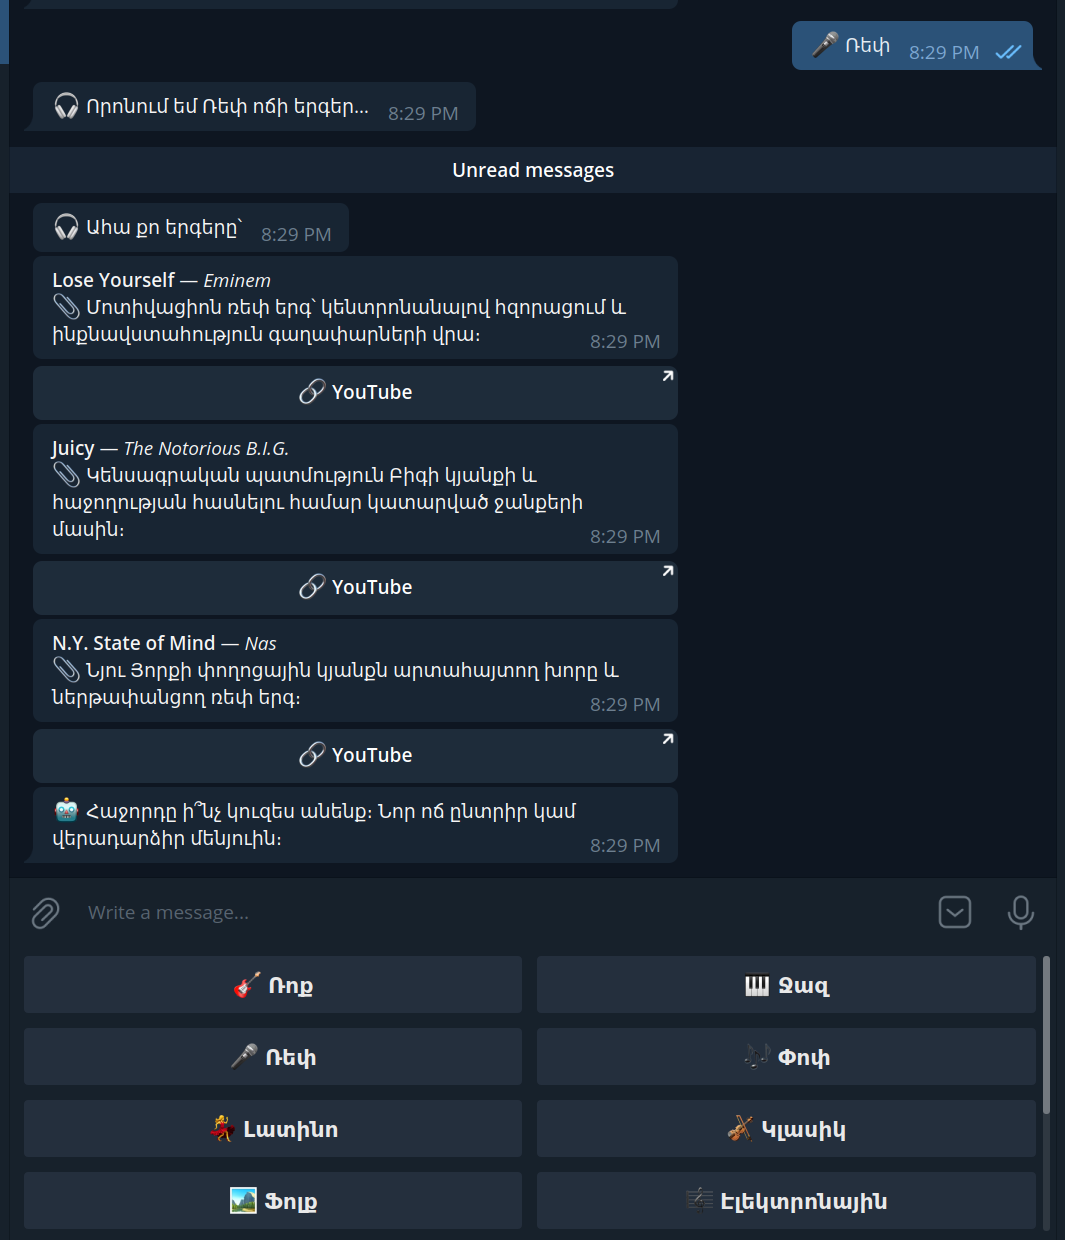 🎤 Ռեփ 8:29 PM
🎧 Որոնում եմ Ռեփ ոճի երգեր... 8:29 PM
Unread messages
🎧 Ահա քո երգերը՝ 8:29 PM
Lose Yourself — Eminem
📎 Մոտիվացիոն ռեփ երգ՝ կենտրոնանալով հզորացում և
ինքնավստահություն գաղափարների վրա։ 8:29 PM
🔗 YouTube
Juicy — The Notorious B.I.G.
📎 Կենսագրական պատմություն Բիգի կյանքի և
հաջողության հասնելու համար կատարված ջանքերի
մասին։ 8:29 PM
🔗 YouTube
N.Y. State of Mind — Nas
📎 Նյու Յորքի փողոցային կյանքն արտահայտող խորը և
ներթափանցող ռեփ երգ։ 8:29 PM
🔗 YouTube
🤖 Հաջորդը ի՞նչ կուզես անենք։ Նոր ոճ ընտրիր կամ
վերադարձիր մենյուին։ 8:29 PM
Write a message...
🎸 Ռոք
🎹 Ջազ
🎤 Ռեփ
🎶 Փոփ
💃 Լատինո
🎻 Կլասիկ
🏞️ Ֆոլք
🎼 Էլեկտրոնային